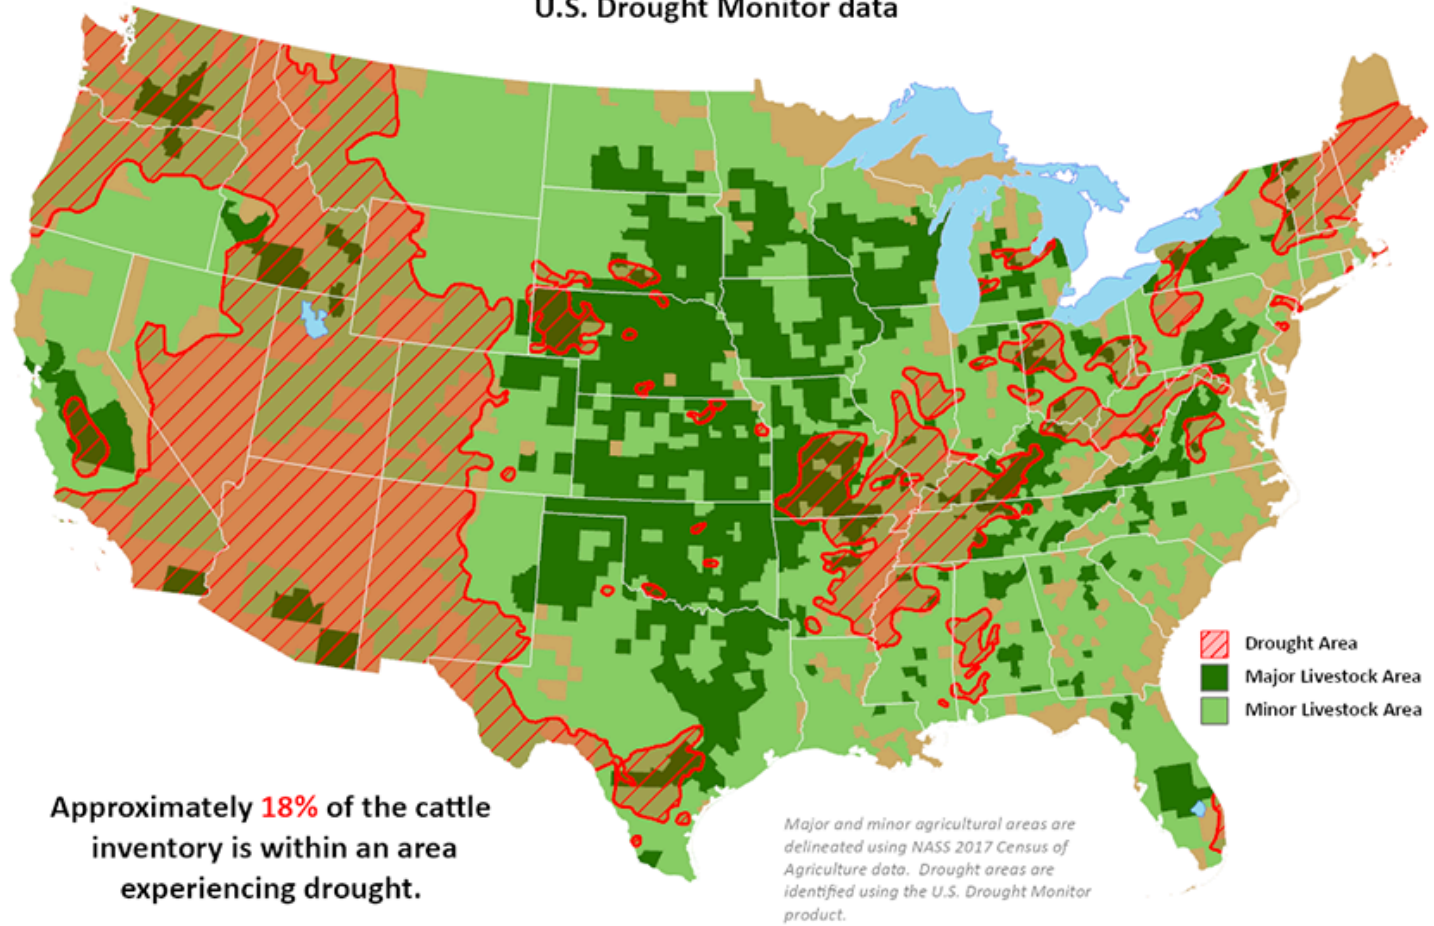 U.S. Drought Monitor data
Drought Area
Major Livestock Area
Minor Livestock Area
Approximately 18% of the cattle
inventory is within an area
experiencing drought.
Major and minor agricultural areas are
delineated using NASS 2017 Census of
Agriculture data.  Drought areas are
identified using the U.S. Drought Monitor
product.